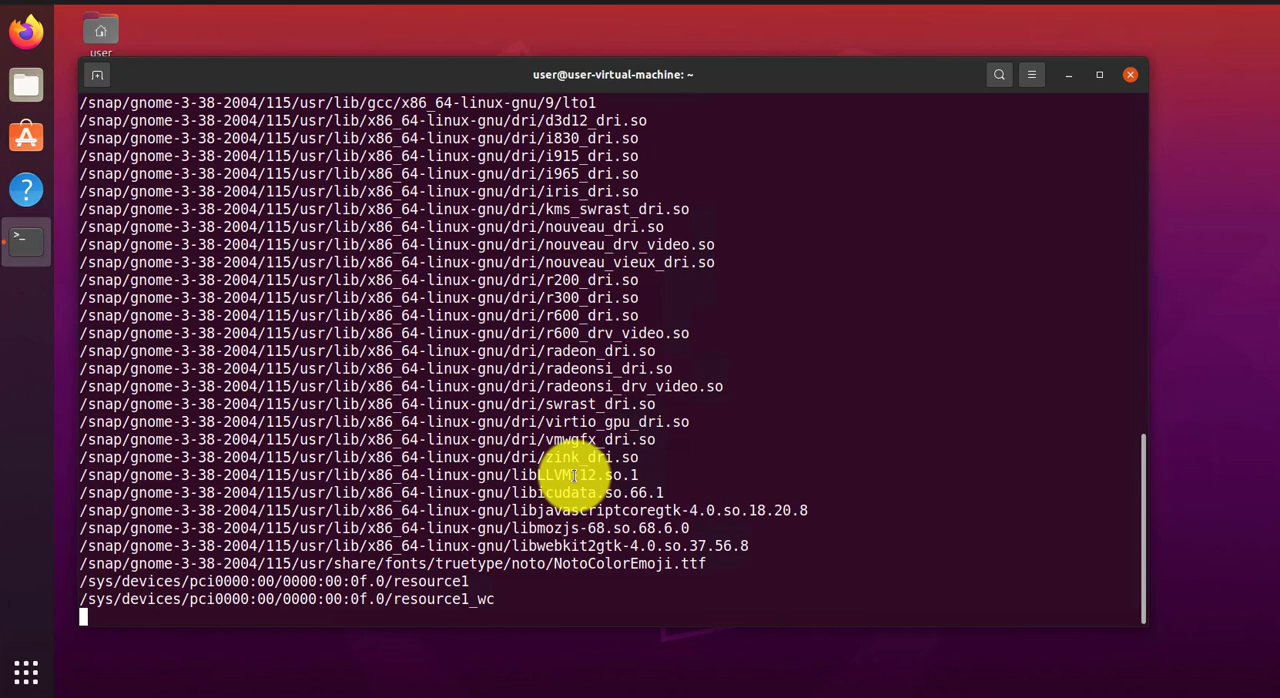 user
user@user-virtual-machine: ~
/snap/gnome-3-38-2004/115/usr/lib/gcc/x86_64-linux-gnu/9/lto1
/snap/gnome-3-38-2004/115/usr/lib/x86_64-linux-gnu/dri/d3d12_dri.so
/snap/gnome-3-38-2004/115/usr/lib/x86_64-linux-gnu/dri/i830_dri.so
/snap/gnome-3-38-2004/115/usr/lib/x86_64-linux-gnu/dri/i915_dri.so
/snap/gnome-3-38-2004/115/usr/lib/x86_64-linux-gnu/dri/i965_dri.so
/snap/gnome-3-38-2004/115/usr/lib/x86_64-linux-gnu/dri/iris_dri.so
/snap/gnome-3-38-2004/115/usr/lib/x86_64-linux-gnu/dri/kms_swrast_dri.so
/snap/gnome-3-38-2004/115/usr/lib/x86_64-linux-gnu/dri/nouveau_dri.so
/snap/gnome-3-38-2004/115/usr/lib/x86_64-linux-gnu/dri/nouveau_drv_video.so
/snap/gnome-3-38-2004/115/usr/lib/x86_64-linux-gnu/dri/nouveau_vieux_dri.so
/snap/gnome-3-38-2004/115/usr/lib/x86_64-linux-gnu/dri/r200_dri.so
/snap/gnome-3-38-2004/115/usr/lib/x86_64-linux-gnu/dri/r300_dri.so
/snap/gnome-3-38-2004/115/usr/lib/x86_64-linux-gnu/dri/r600_dri.so
/snap/gnome-3-38-2004/115/usr/lib/x86_64-linux-gnu/dri/r600_drv_video.so
/snap/gnome-3-38-2004/115/usr/lib/x86_64-linux-gnu/dri/radeon_dri.so
/snap/gnome-3-38-2004/115/usr/lib/x86_64-linux-gnu/dri/radeonsi_dri.so
/snap/gnome-3-38-2004/115/usr/lib/x86_64-linux-gnu/dri/radeonsi_drv_video.so
/snap/gnome-3-38-2004/115/usr/lib/x86_64-linux-gnu/dri/swrast_dri.so
/snap/gnome-3-38-2004/115/usr/lib/x86_64-linux-gnu/dri/virtio_gpu_dri.so
/snap/gnome-3-38-2004/115/usr/lib/x86_64-linux-gnu/dri/vmwgfx_dri.so
/snap/gnome-3-38-2004/115/usr/lib/x86_64-linux-gnu/dri/zink_dri.so
/snap/gnome-3-38-2004/115/usr/lib/x86_64-linux-gnu/libLLVM-12.so.1
/snap/gnome-3-38-2004/115/usr/lib/x86_64-linux-gnu/libicudata.so.66.1
/snap/gnome-3-38-2004/115/usr/lib/x86_64-linux-gnu/libjavascriptcoregtk-4.0.so.18.20.8
/snap/gnome-3-38-2004/115/usr/lib/x86_64-linux-gnu/libmozjs-68.so.68.6.0
/snap/gnome-3-38-2004/115/usr/lib/x86_64-linux-gnu/libwebkit2gtk-4.0.so.37.56.8
/snap/gnome-3-38-2004/115/usr/share/fonts/truetype/noto/NotoColorEmoji.ttf
/sys/devices/pci0000:00/0000:00:0f.0/resource1
/sys/devices/pci0000:00/0000:00:0f.0/resource1_wc